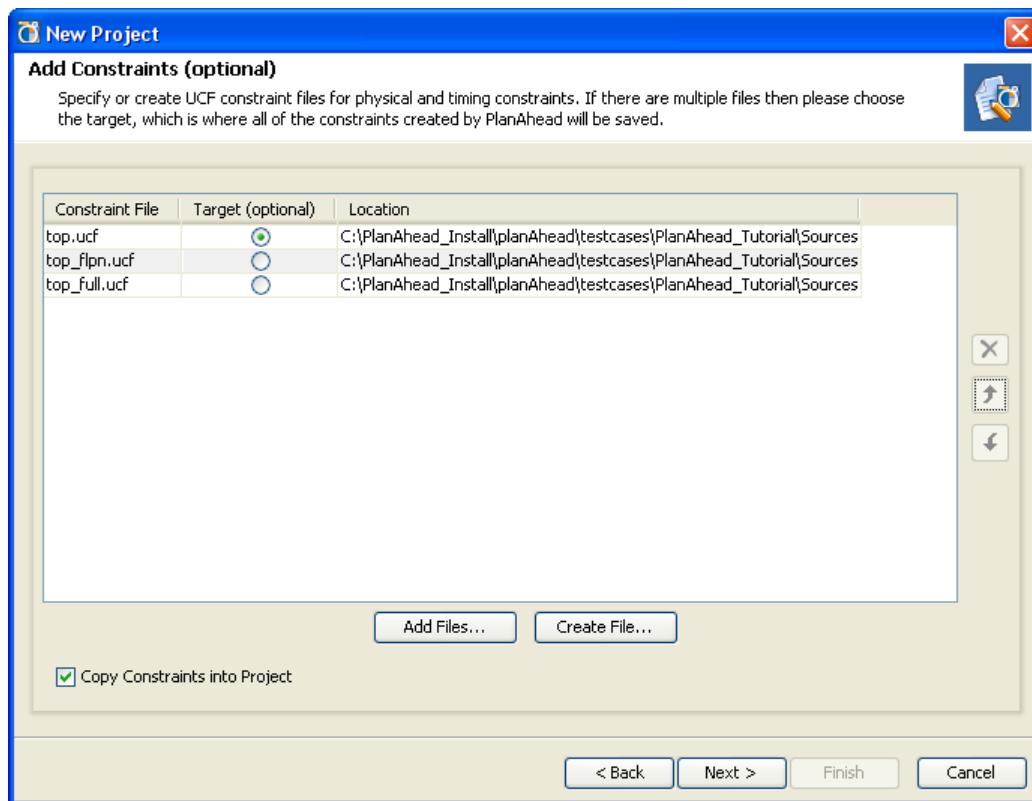 New Project
Add Constraints (optional)
Specify or create UCF constraint files for physical and timing constraints. If there are multiple files then please choose
the target, which is where all of the constraints created by PlanAhead will be saved.
Constraint File Target (optional) Location
top.ucf C:\PlanAhead_Install\planAhead\testcases\PlanAhead_Tutorial\Sources
top_flpn.ucf C:\PlanAhead_Install\planAhead\testcases\PlanAhead_Tutorial\Sources
top_full.ucf C:\PlanAhead_Install\planAhead\testcases\PlanAhead_Tutorial\Sources
Add Files... Create File...
Copy Constraints into Project
< Back Next > Finish Cancel